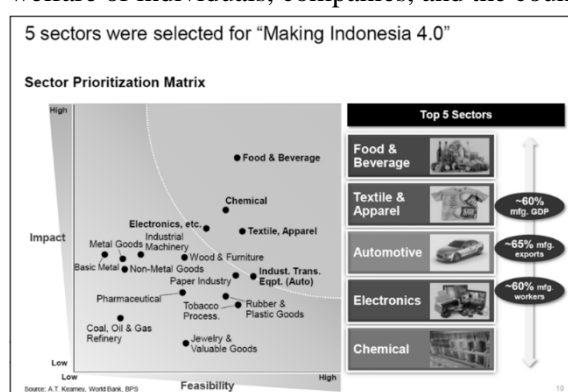 welfare of individuals, companies, and the coun
5 sectors were selected for “Making Indonesia 4.0”
Sector Prioritization Matrix
High
Impact
Low
Low
Feasibility
High
Food & Beverage
Chemical
Electronics, etc.
Textile, Apparel
Industrial
Machinery
Metal Goods
Wood & Furniture
Basic Metal
Non-Metal Goods
Paper Industry
Indust. Trans.
Eqpt. (Auto)
Pharmaceutical
Tobacco
Process.
Rubber &
Plastic Goods
Coal, Oil & Gas
Refinery
Jewelry &
Valuable Goods
Top 5 Sectors
Food &
Beverage
Textile &
Apparel
Automotive
Electronics
Chemical
~60%
mfg. GDP
~65% mfg.
exports
~60% mfg.
workers
Source: A.T. Kearney, World Bank, BPS